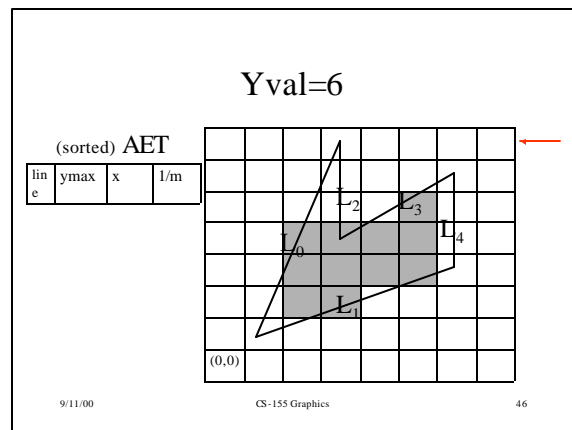 Yval=6
(sorted) AET
lin
e ymax x 1/m
L2
L3
L4
L0
L1
(0,0)
9/11/00 CS-155 Graphics 46